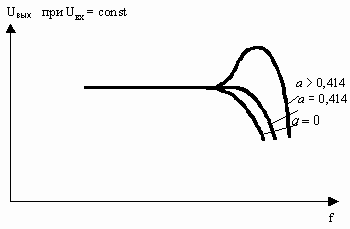 Uвых при Uвх = const
a > 0,414
a = 0,414
a = 0
f